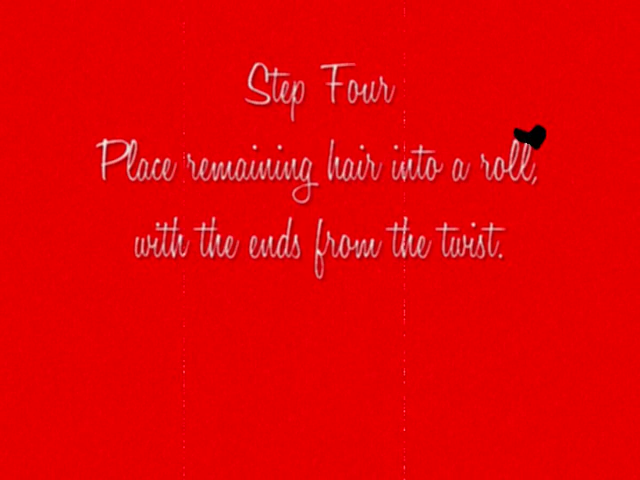 Step Four
Place remaining hair into a roll,
with the ends from the twist.